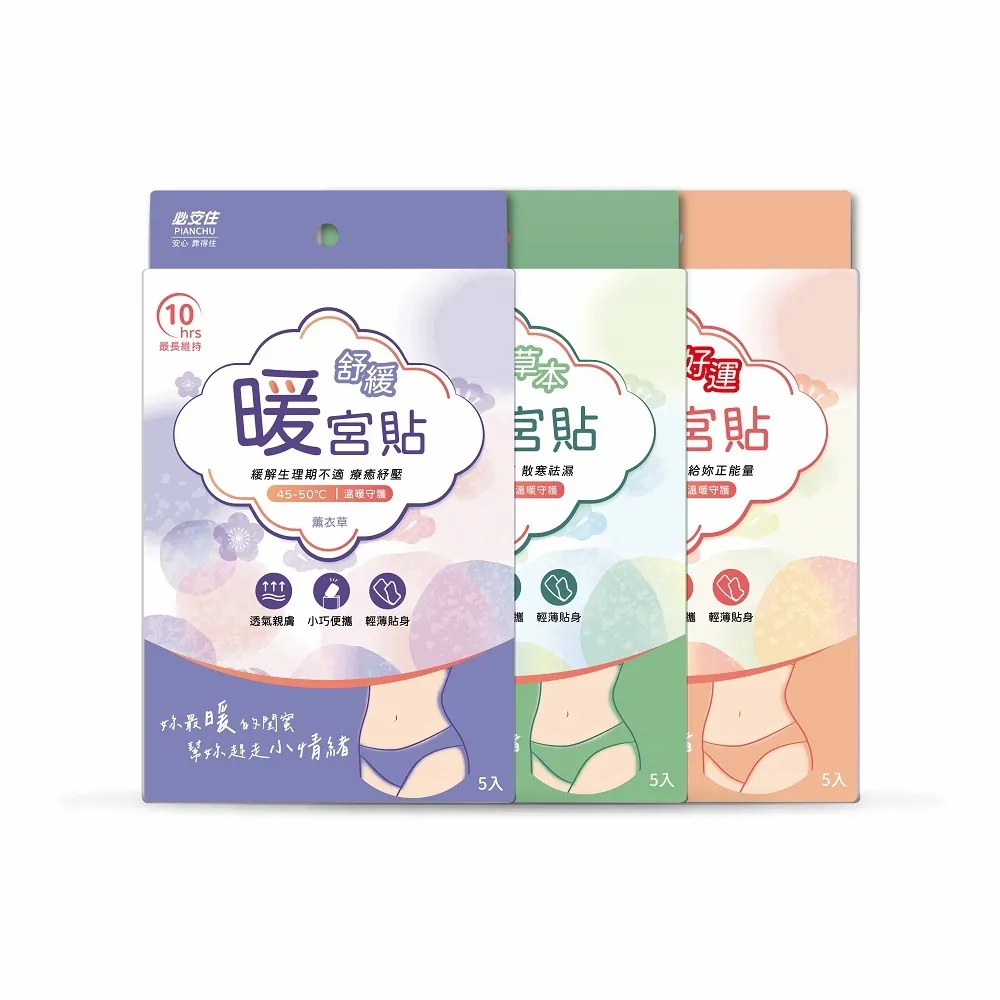 必安住
PIANCHU
安心 靠得住
10
hrs
最長維持
舒緩
暖宮貼
緩解生理期不適 療癒紓壓
45-50°C | 溫暖守護
薰衣草
透氣親膚 小巧便攜 輕薄貼身
妳最暖的閨蜜
幫妳趕走小情緒
5入
草本
宮貼
散寒祛濕
溫暖守護
攜 輕薄貼身
5入
好運
宮貼
給妳正能量
溫暖守護
攜 輕薄貼身
5入